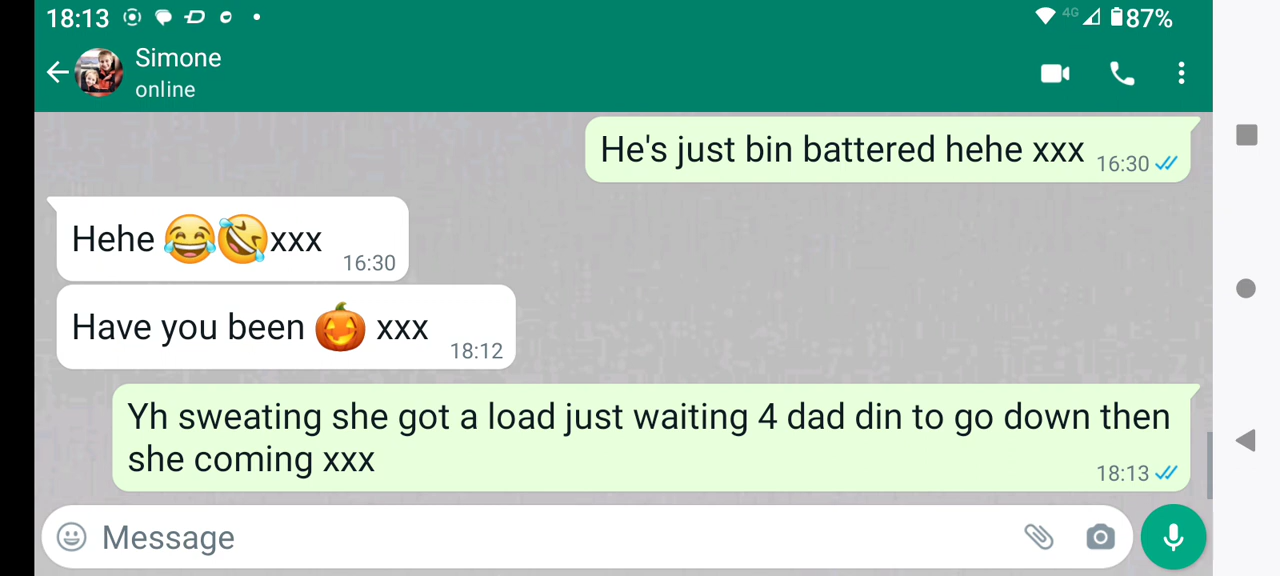 18:13 4G 87%
Simone
online
He's just bin battered hehe xxx 16:30
Hehe 😂🤣xxx 16:30
Have you been 🎃 xxx 18:12
Yh sweating she got a load just waiting 4 dad din to go down then
she coming xxx 18:13
Message